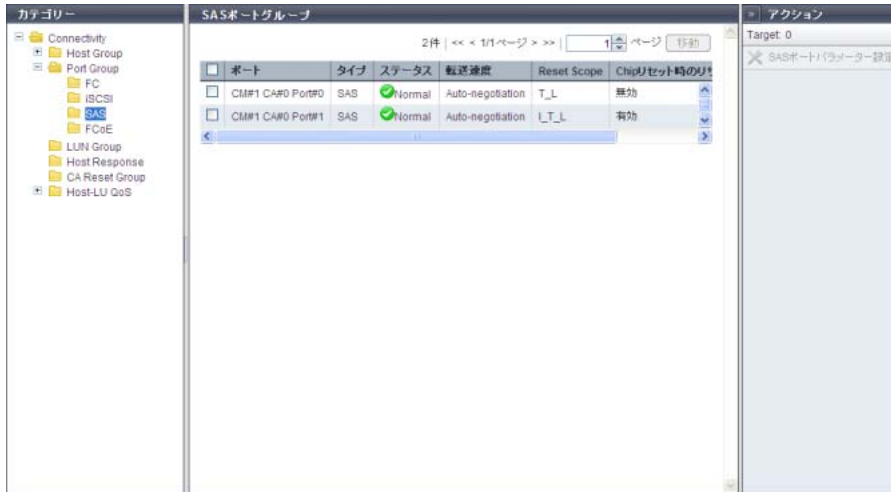 カテゴリー
Connectivity
Host Group
Port Group
FC
iSCSI
SAS
FCoE
LUN Group
Host Response
CA Reset Group
Host-LU QoS
SASポートグループ
2件 | << < 1/1ページ > >> | 1 ページ 移動
ポート タイプ ステータス 転送速度 Reset Scope Chipリセット時のリザ
CM#1 CA#0 Port#0 SAS Normal Auto-negotiation T_L 無効
CM#1 CA#0 Port#1 SAS Normal Auto-negotiation I_T_L 有効
» アクション
Target: 0
SASポートパラメーター設定